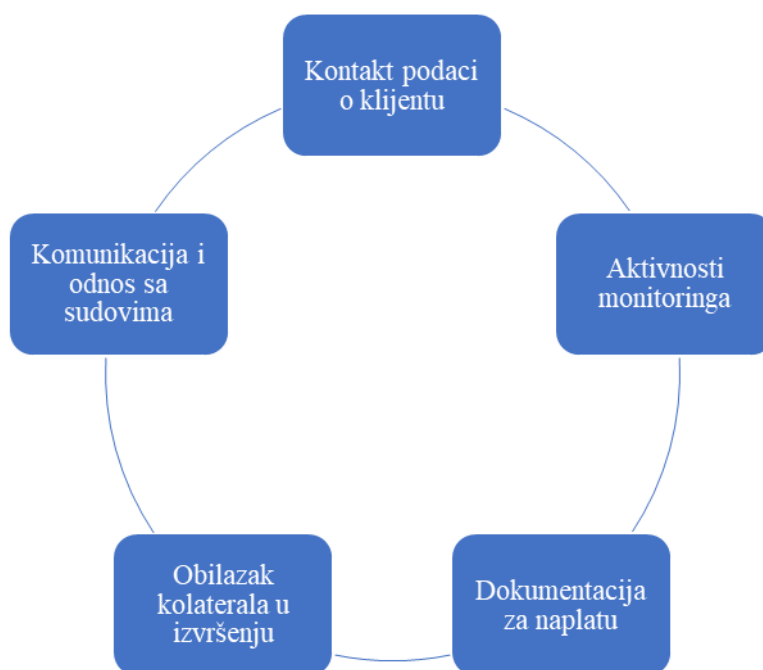 Kontakt podaci
o klijentu
Aktivnosti
monitoringa
Dokumentacija
za naplatu
Obilazak
kolaterala u
izvršenju
Komunikacija i
odnos sa
sudovima